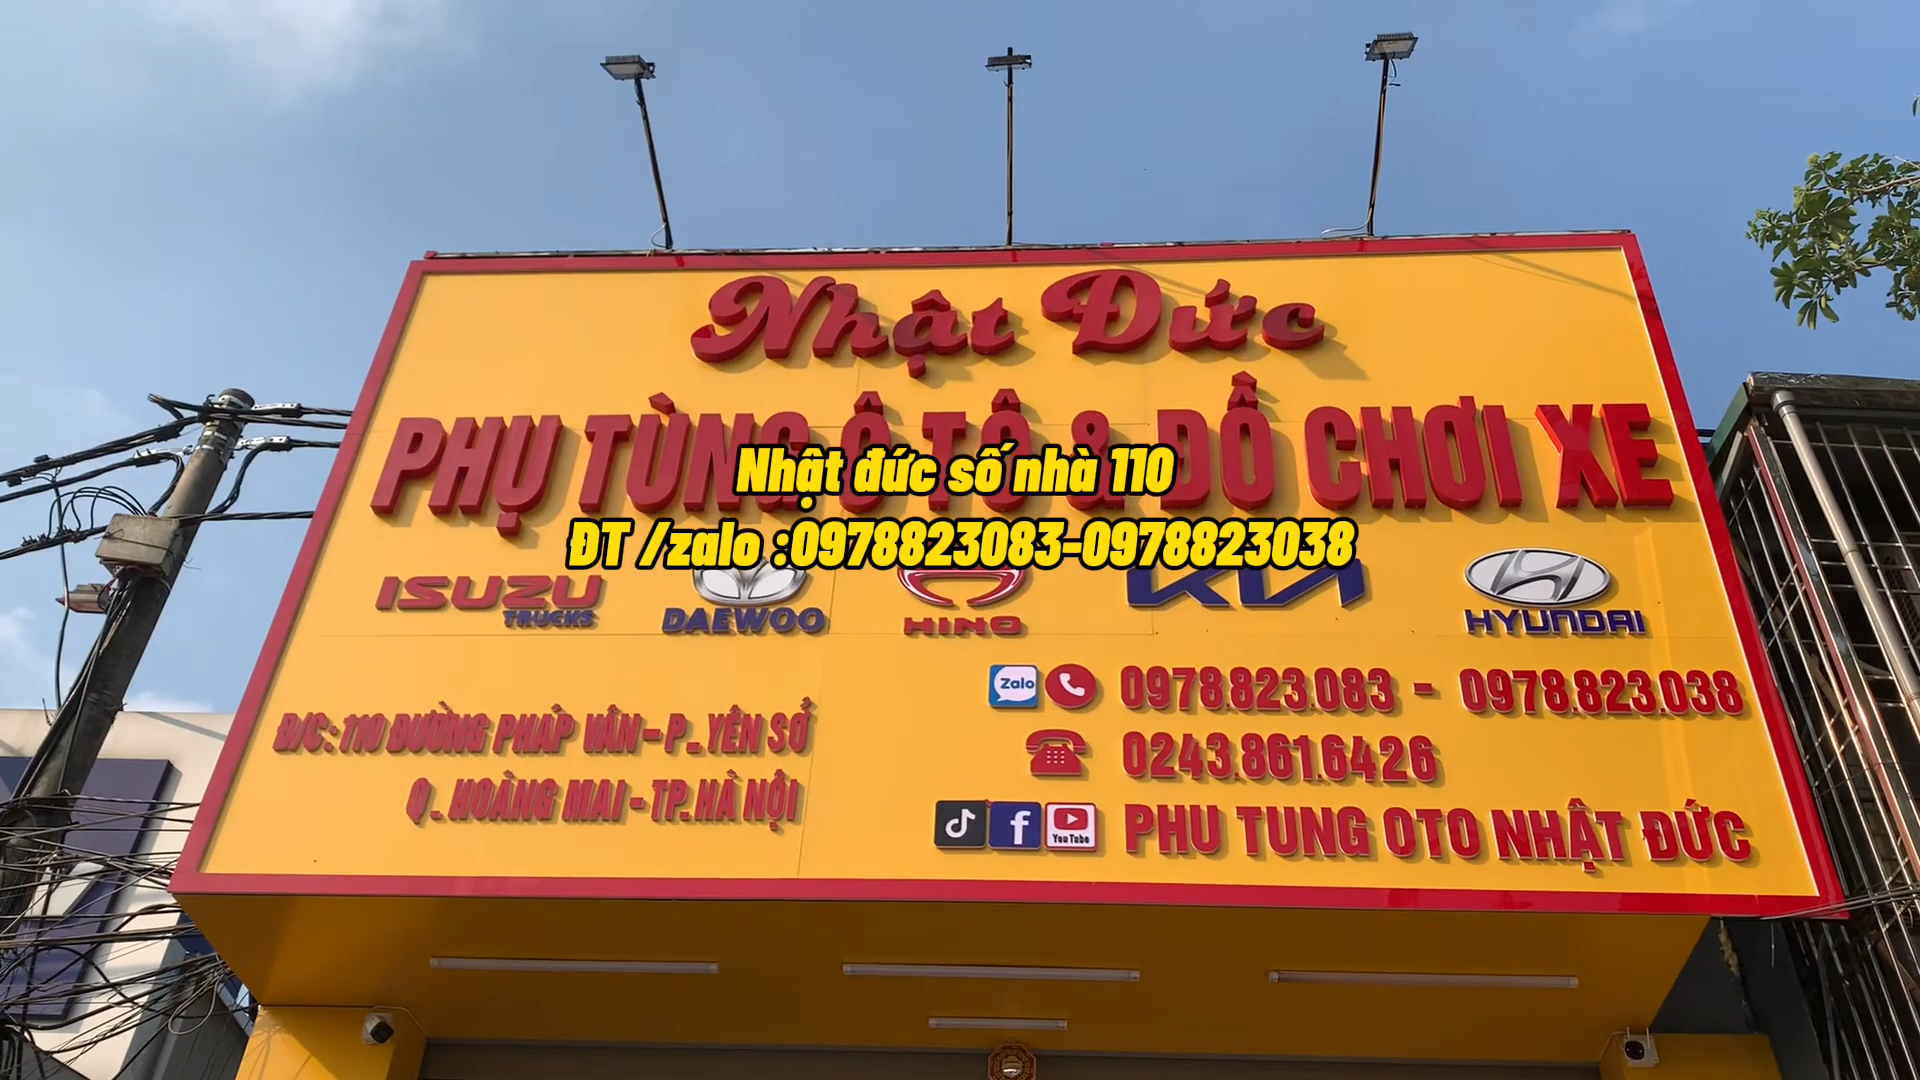 Nhật Đức
PHỤ TÙNG Ô TÔ & ĐỒ CHƠI XE
Nhật đức số nhà 110
ĐT /zalo :0978823083-0978823038
ISUZU
TRUCKS
DAEWOO
HINO
KIA
HYUNDAI
Zalo
0978.823.083 - 0978.823.038
Đ/C: 110 ĐƯỜNG PHÁP VÂN - P. YÊN SỞ
0243.861.6426
Q. HOÀNG MAI - TP. HÀ NỘI
f
YouTube
PHU TUNG OTO NHẬT ĐỨC